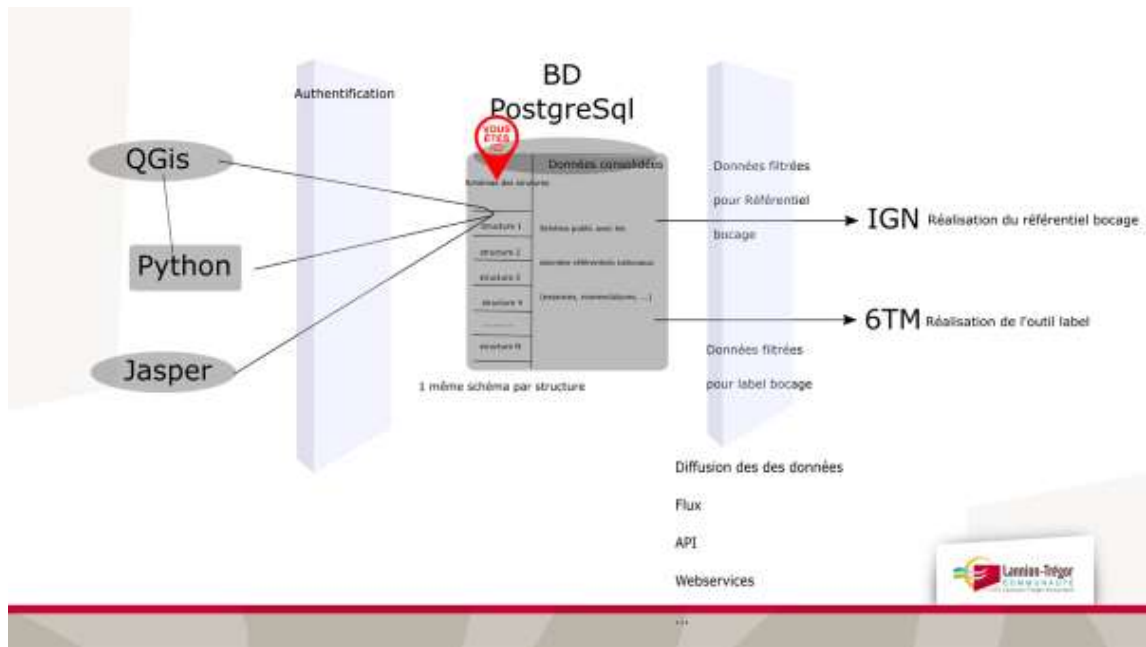 BD
PostgreSql
Authentification
VOUS
ÊTES
QGis
Python
Jasper
Données consolidées
Schémas des structures
structure 1
structure 2
structure 3
structure 4
structure N
Schéma public avec les
données référentiels nationaux
(essences, nomenclatures, ...)
1 même schéma par structure
Données filtrées
pour Référentiel
bocage
IGN Réalisation du référentiel bocage
6TM Réalisation de l'outil label
Données filtrées
pour label bocage
Diffusion des des données
Flux
API
Webservices
...
Lannion-Trégor
COMMUNAUTÉ